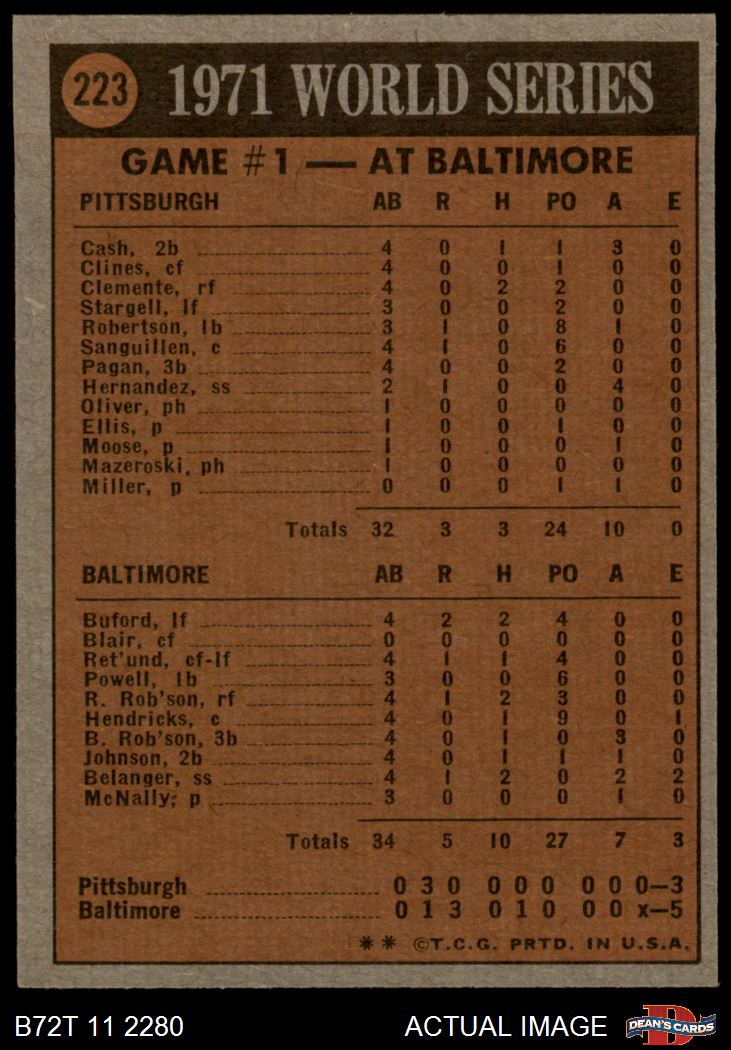 223 1971 WORLD SERIES
GAME #1 — AT BALTIMORE
PITTSBURGH AB R H PO A E
Cash, 2b 4 0 1 1 3 0
Clines, cf 4 0 0 1 0 0
Clemente, rf 4 0 2 2 0 0
Stargell, lf 3 0 0 2 0 0
Robertson, 1b 3 1 0 8 1 0
Sanguillen, c 4 1 0 6 0 0
Pagan, 3b 4 0 0 2 0 0
Hernandez, ss 2 1 0 0 4 0
Oliver, ph 1 0 0 0 0 0
Ellis, p 1 0 0 1 0 0
Moose, p 1 0 0 0 1 0
Mazeroski, ph 1 0 0 0 0 0
Miller, p 0 0 0 1 1 0
Totals 32 3 3 24 10 0
BALTIMORE AB R H PO A E
Buford, lf 4 2 2 4 0 0
Blair, cf 0 0 0 0 0 0
Ret'und, cf-lf 4 1 1 4 0 0
Powell, 1b 3 0 0 6 0 0
R. Rob'son, rf 4 1 2 3 0 0
Hendricks, c 4 0 1 9 0 1
B. Rob'son, 3b 4 0 1 0 3 0
Johnson, 2b 4 0 1 1 1 0
Belanger, ss 4 1 2 0 2 2
McNally, p 3 0 0 0 1 0
Totals 34 5 10 27 7 3
Pittsburgh 0 3 0 0 0 0 0 0 0—3
Baltimore 0 1 3 0 1 0 0 0 x—5
** ©T.C.G. PRTD. IN U.S.A.
B72T 11 2280 ACTUAL IMAGE DEAN'S CARDS